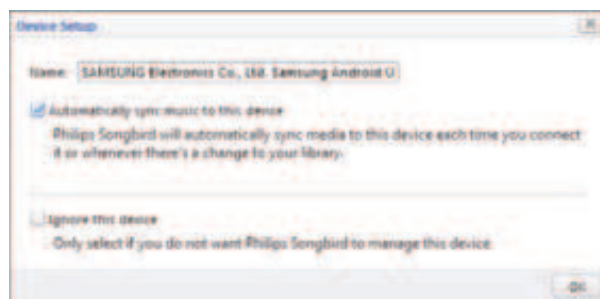 Device Setup
Name: SAMSUNG Electronics Co., Ltd. Samsung Android U
Automatically sync music to this device
Philips Songbird will automatically sync media to this device each time you connect
it or whenever there's a change to your library.
Ignore this device
Only select if you do not want Philips Songbird to manage this device.
OK